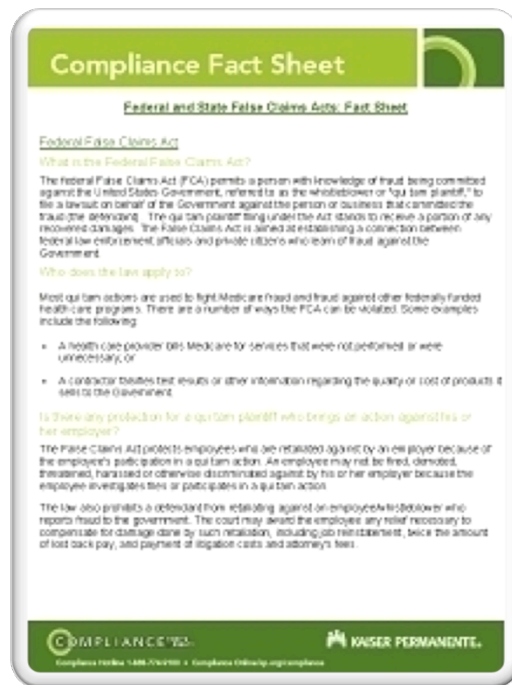 Compliance Fact Sheet
Federal and State False Claims Acts: Fact Sheet
Federal False Claims Act
What is the Federal False Claims Act?
The federal False Claims Act (FCA) permits a person with knowledge of fraud being committed
against the United States Government, referred to as the whistleblower or "qui tam plaintiff," to
file a lawsuit on behalf of the Government against the person or business that committed the
fraud (the defendant). The qui tam plaintiff filing under the Act stands to receive a portion of any
recovered damages. The False Claims Act is aimed at establishing a connection between
federal law enforcement officials and private citizens who learn of fraud against the
Government.
Who does the law apply to?
Most qui tam actions are used to fight Medicare fraud and fraud against other federally funded
health care programs. There are a number of ways the FCA can be violated. Some examples
include the following:
• A health care provider bills Medicare for services that were not performed or were
unnecessary; or
• A contractor falsifies test results or other information regarding the quality or cost of products it
sells to the Government.
Is there any protection for a qui tam plaintiff who brings an action against his or
her employer?
The False Claims Act protects employees who are retaliated against by an employer because of
the employee's participation in a qui tam action. An employee may not be fired, demoted,
threatened, harassed or otherwise discriminated against by his or her employer because the
employee investigates files or participates in a qui tam action.
The law also prohibits a defendant from retaliating against an employee/whistleblower who
reports fraud to the government. The court may award the employee any relief necessary to
compensate for damage done by such retaliation, including job reinstatement, twice the amount
of lost back pay, and payment of litigation costs and attorney's fees.
COMPLIANCE
KAISER PERMANENTE.
Compliance Hotline • Compliance Online